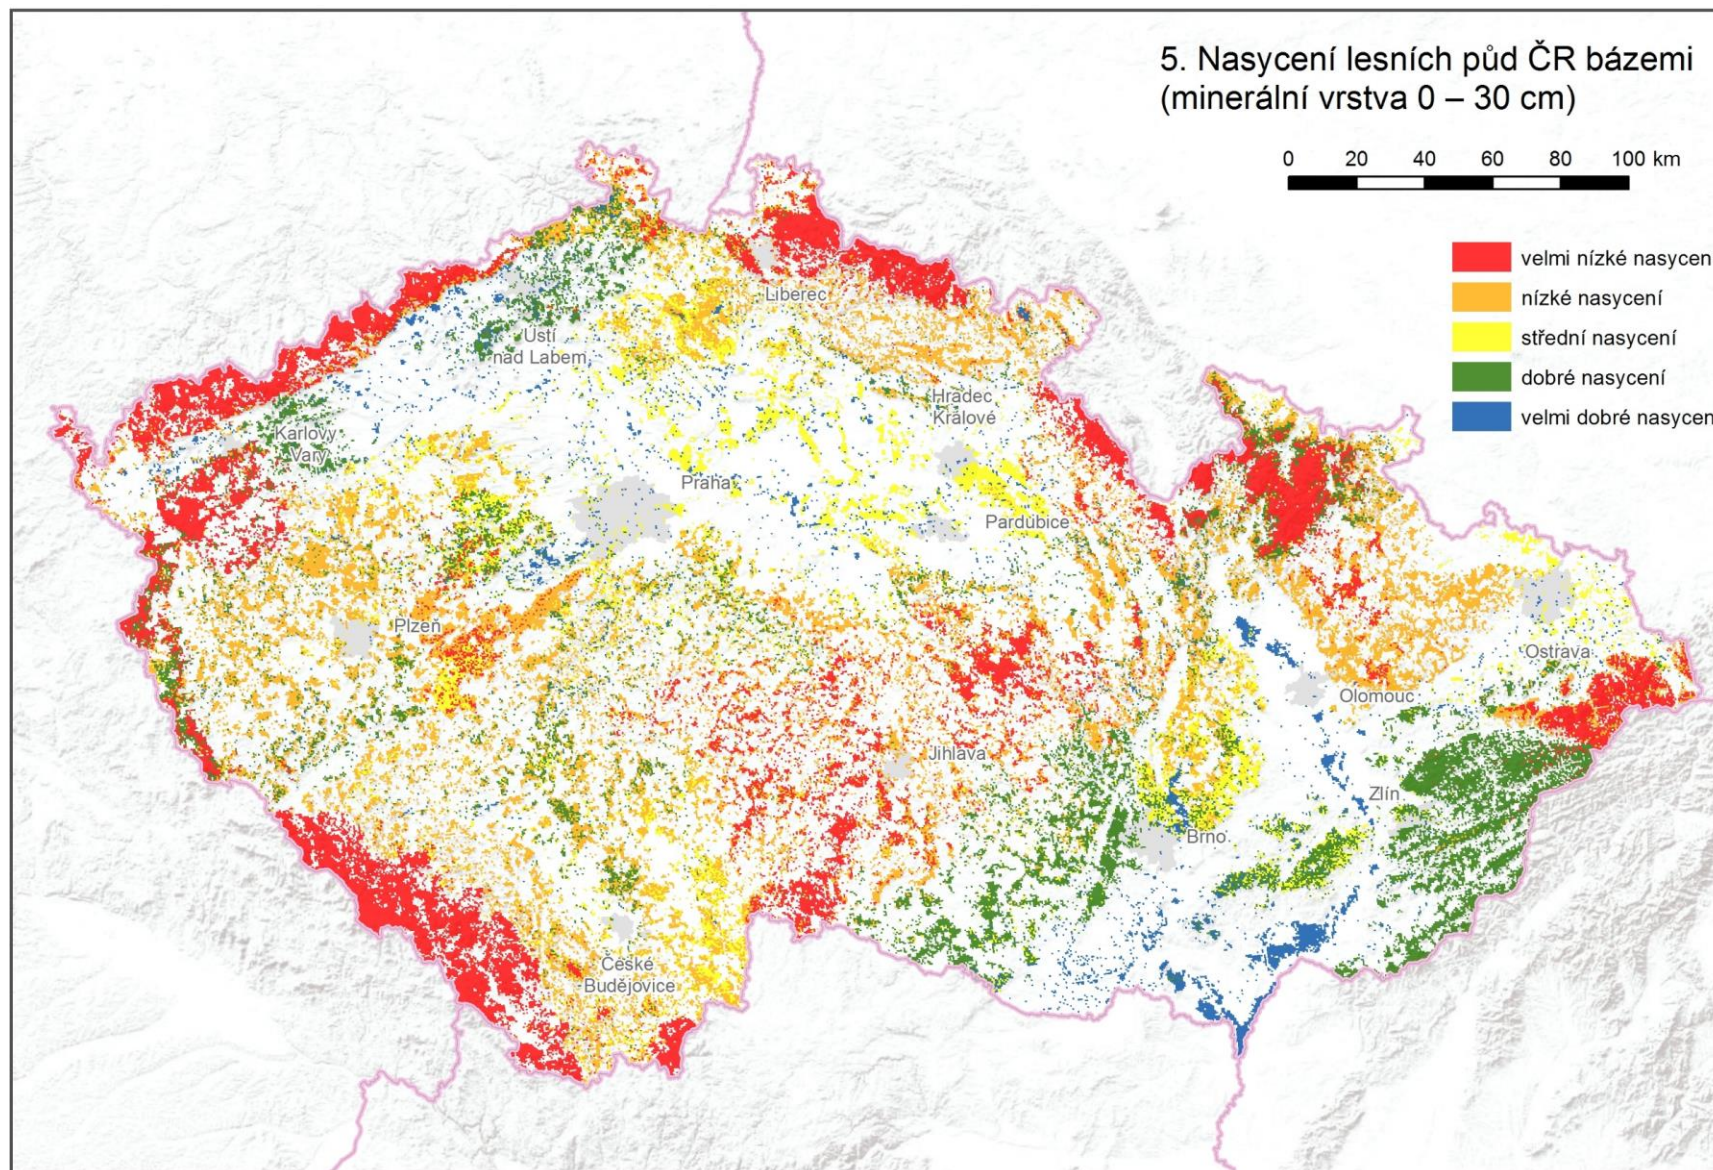 5. Nasycení lesních půd ČR bázemi
(minerální vrstva 0 – 30 cm)
0 20 40 60 80 100 km
velmi nízké nasycen
nízké nasycení
střední nasycení
dobré nasycení
velmi dobré nasycen
Liberec
Ústí
nad Labem
Hradec
Králové
Karlovy
Vary
Praha
Pardubice
Plzeň
Ostrava
Olomouc
Jihlava
Zlín
Brno
České
Budějovice